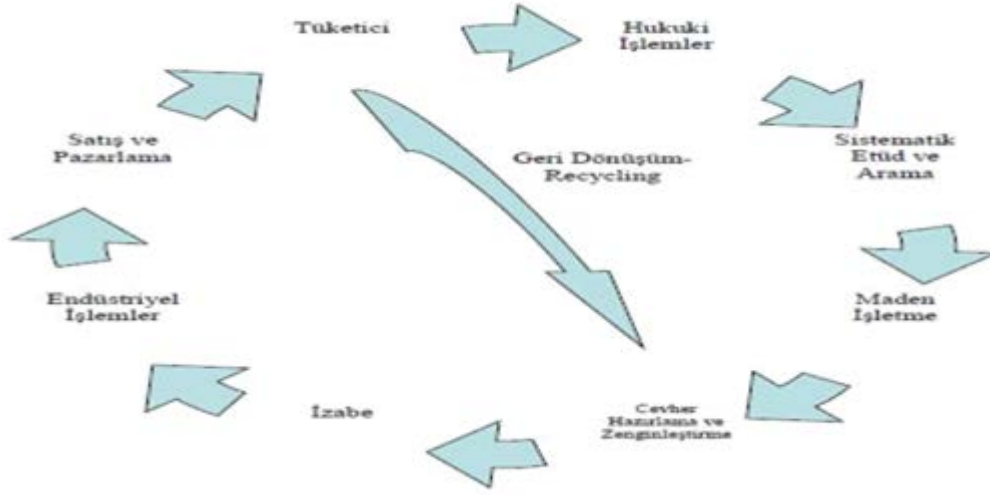 Tüketici
Hukuki
İşlemler
Sistematik
Etüd ve
Arama
Maden
İşletme
Cevher
Hazırlama ve
Zenginleştirme
İzabe
Endüstriyel
İşlemler
Satış ve
Pazarlama
Geri Dönüşüm-
Recycling